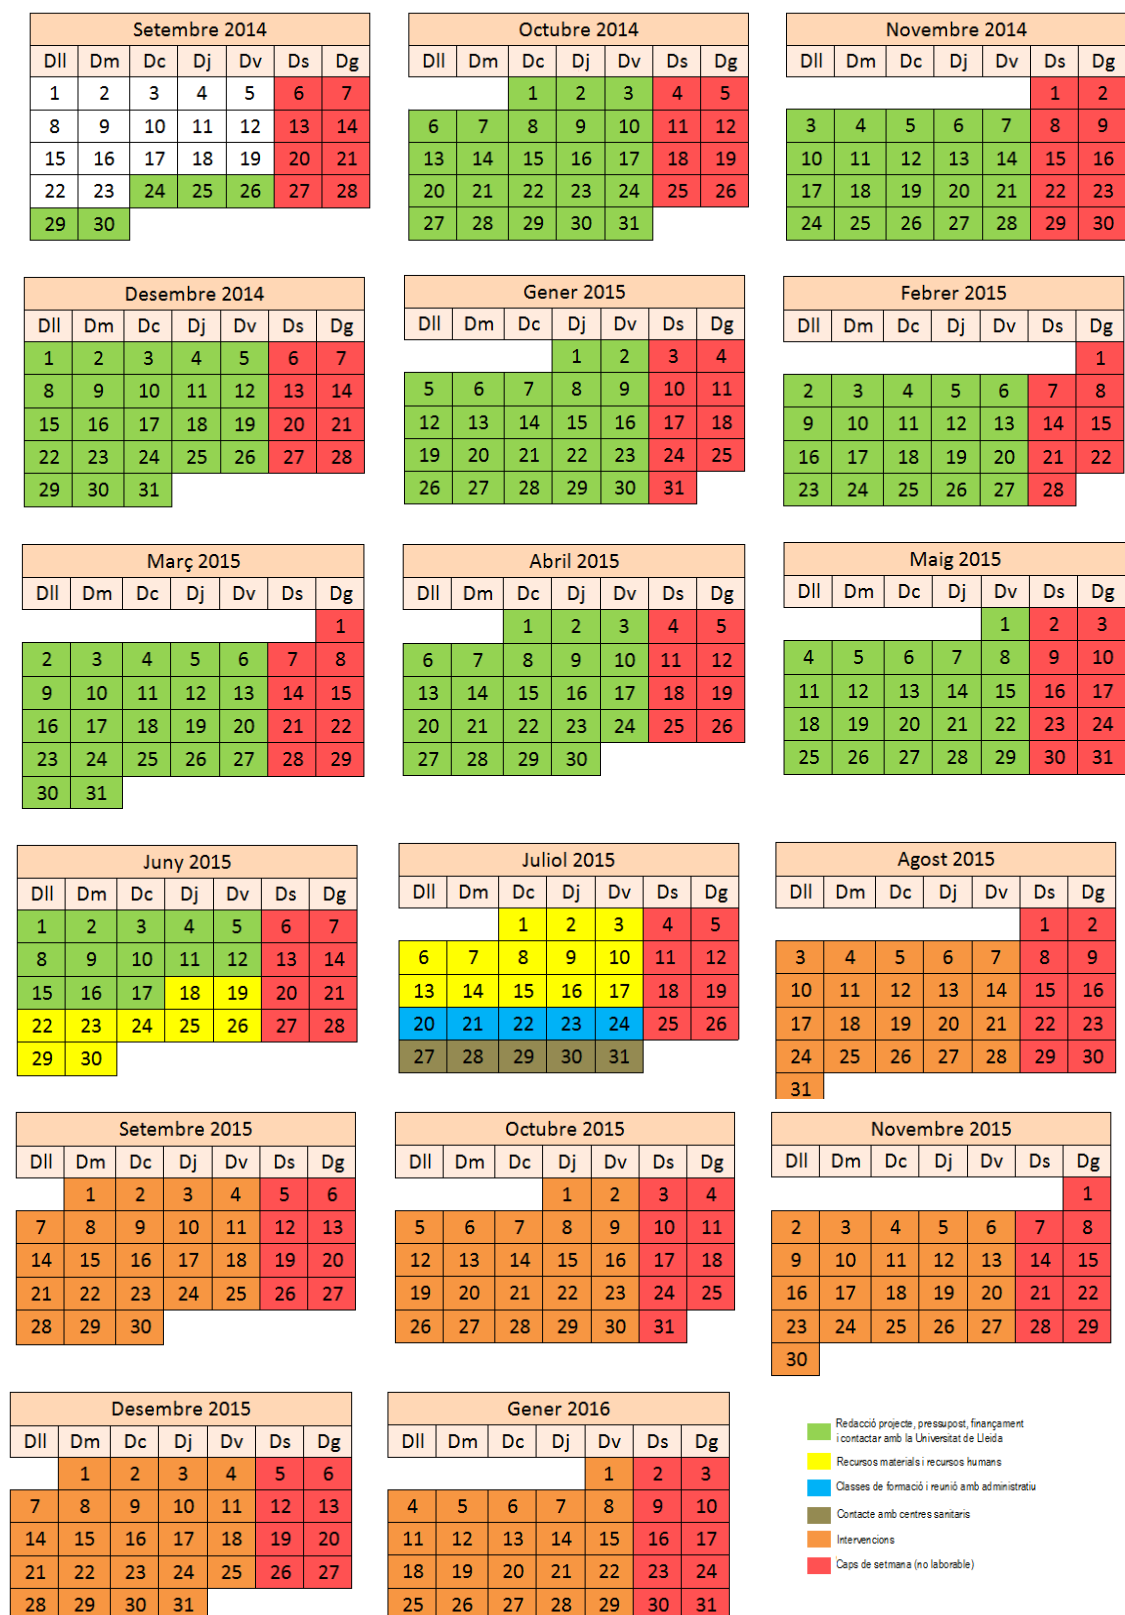 Setembre 2014
Dll Dm Dc Dj Dv Ds Dg
1 2 3 4 5 6 7
8 9 10 11 12 13 14
15 16 17 18 19 20 21
22 23 24 25 26 27 28
29 30
Octubre 2014
Dll Dm Dc Dj Dv Ds Dg
1 2 3 4 5
6 7 8 9 10 11 12
13 14 15 16 17 18 19
20 21 22 23 24 25 26
27 28 29 30 31
Novembre 2014
Dll Dm Dc Dj Dv Ds Dg
1 2
3 4 5 6 7 8 9
10 11 12 13 14 15 16
17 18 19 20 21 22 23
24 25 26 27 28 29 30
Desembre 2014
Dll Dm Dc Dj Dv Ds Dg
1 2 3 4 5 6 7
8 9 10 11 12 13 14
15 16 17 18 19 20 21
22 23 24 25 26 27 28
29 30 31
Gener 2015
Dll Dm Dc Dj Dv Ds Dg
1 2 3 4
5 6 7 8 9 10 11
12 13 14 15 16 17 18
19 20 21 22 23 24 25
26 27 28 29 30 31
Febrer 2015
Dll Dm Dc Dj Dv Ds Dg
1
2 3 4 5 6 7 8
9 10 11 12 13 14 15
16 17 18 19 20 21 22
23 24 25 26 27 28
Març 2015
Dll Dm Dc Dj Dv Ds Dg
1
2 3 4 5 6 7 8
9 10 11 12 13 14 15
16 17 18 19 20 21 22
23 24 25 26 27 28 29
30 31
Abril 2015
Dll Dm Dc Dj Dv Ds Dg
1 2 3 4 5
6 7 8 9 10 11 12
13 14 15 16 17 18 19
20 21 22 23 24 25 26
27 28 29 30
Maig 2015
Dll Dm Dc Dj Dv Ds Dg
1 2 3
4 5 6 7 8 9 10
11 12 13 14 15 16 17
18 19 20 21 22 23 24
25 26 27 28 29 30 31
Juny 2015
Dll Dm Dc Dj Dv Ds Dg
1 2 3 4 5 6 7
8 9 10 11 12 13 14
15 16 17 18 19 20 21
22 23 24 25 26 27 28
29 30
Juliol 2015
Dll Dm Dc Dj Dv Ds Dg
1 2 3 4 5
6 7 8 9 10 11 12
13 14 15 16 17 18 19
20 21 22 23 24 25 26
27 28 29 30 31
Agost 2015
Dll Dm Dc Dj Dv Ds Dg
1 2
3 4 5 6 7 8 9
10 11 12 13 14 15 16
17 18 19 20 21 22 23
24 25 26 27 28 29 30
31
Setembre 2015
Dll Dm Dc Dj Dv Ds Dg
1 2 3 4 5 6
7 8 9 10 11 12 13
14 15 16 17 18 19 20
21 22 23 24 25 26 27
28 29 30
Octubre 2015
Dll Dm Dc Dj Dv Ds Dg
1 2 3 4
5 6 7 8 9 10 11
12 13 14 15 16 17 18
19 20 21 22 23 24 25
26 27 28 29 30 31
Novembre 2015
Dll Dm Dc Dj Dv Ds Dg
1
2 3 4 5 6 7 8
9 10 11 12 13 14 15
16 17 18 19 20 21 22
23 24 25 26 27 28 29
30
Desembre 2015
Dll Dm Dc Dj Dv Ds Dg
1 2 3 4 5 6
7 8 9 10 11 12 13
14 15 16 17 18 19 20
21 22 23 24 25 26 27
28 29 30 31
Gener 2016
Dll Dm Dc Dj Dv Ds Dg
1 2 3
4 5 6 7 8 9 10
11 12 13 14 15 16 17
18 19 20 21 22 23 24
25 26 27 28 29 30 31
Redacció projecte, pressupost, finançament
i contactar amb la Universitat de Lleida
Recursos materials i recursos humans
Classes de formació i reunió amb administratiu
Contacte amb centres sanitaris
Intervencions
Caps de setmana (no laborable)